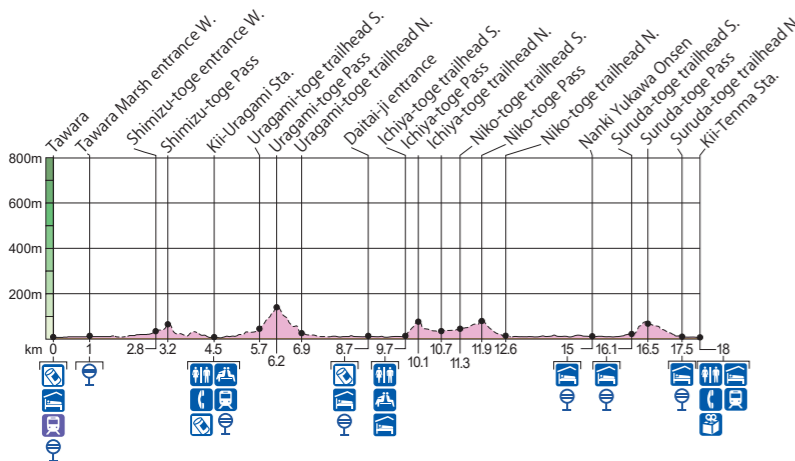 Tawara
Tawara Marsh entrance W.
Shimizu-toge entrance W.
Shimizu-toge Pass
Kii-Uragami Sta.
Uragami-toge trailhead S.
Uragami-toge Pass
Uragami-toge trailhead N.
Daitai-ji entrance
Ichiya-toge trailhead S.
Ichiya-toge Pass
Ichiya-toge trailhead N.
Niko-toge trailhead S.
Niko-toge Pass
Niko-toge trailhead N.
Nanki Yukawa Onsen
Suruda-toge trailhead S.
Suruda-toge Pass
Suruda-toge trailhead N.
Kii-Tenma Sta.
800m
600m
400m
200m
km 0 1 2.8 3.2 4.5 5.7 6.9 8.7 9.7 10.7 11.9 12.6 15 16.1 16.5 17.5 18
6.2 10.1 11.3